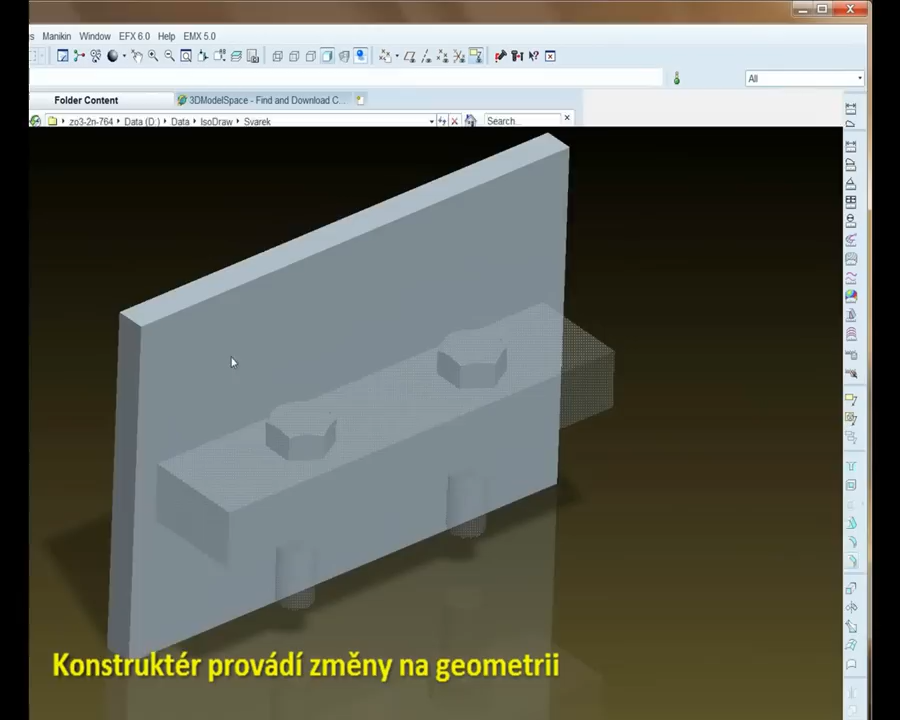 Manikin Window EFX 6.0 Help EMX 5.0
All
Folder Content 3DModelSpace - Find and Download C...
zo3-2n-764 Data (D:) Data IsoDraw Svarek Search...
Konstruktér provádí změny na geometrii